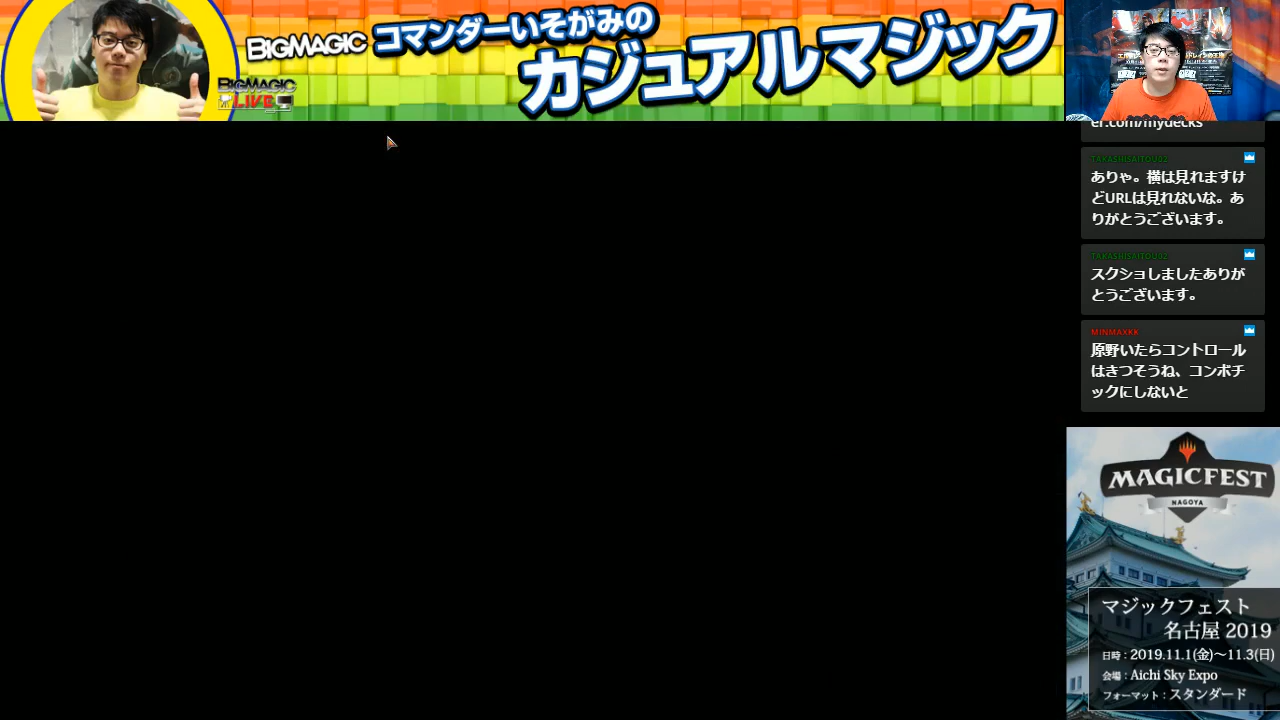 BIGMAGIC コマンダーいそがみの
カジュアルマジック
BIGMAGIC
LIVE
er.com/mydecks
TAKASHISAITOU02
ありゃ。横は見れますけ
どURLは見れないな。あ
りがとうございます。
TAKASHISAITOU02
スクショしましたありが
とうございます。
MINMAXKK
原野いたらコントロール
はきつそうね、コンボチ
ックにしないと
MAGICFEST
NAGOYA
マジックフェスト
名古屋 2019
日時:2019.11.1(金)~11.3(日)
会場:Aichi Sky Expo
フォーマット:スタンダード